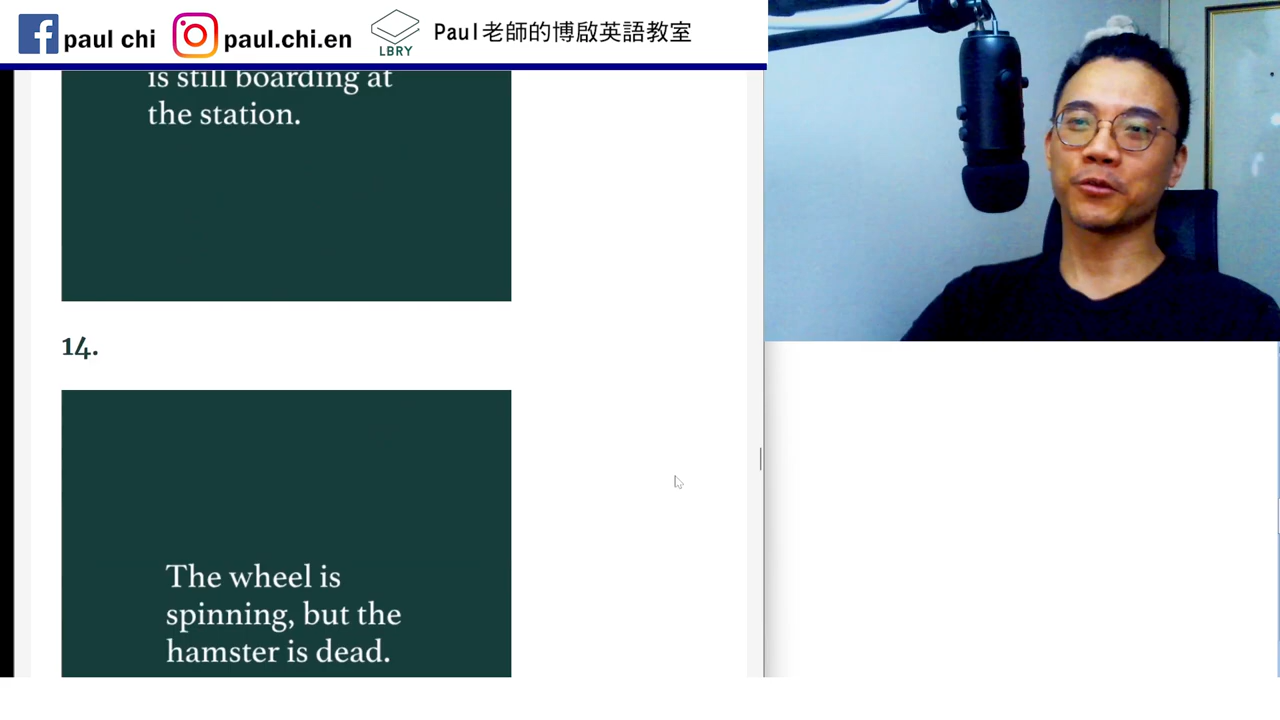 paul chi
paul.chi.en
LBRY
Paul老師的博啟英語教室
is still boarding at
the station.
14.
The wheel is
spinning, but the
hamster is dead.